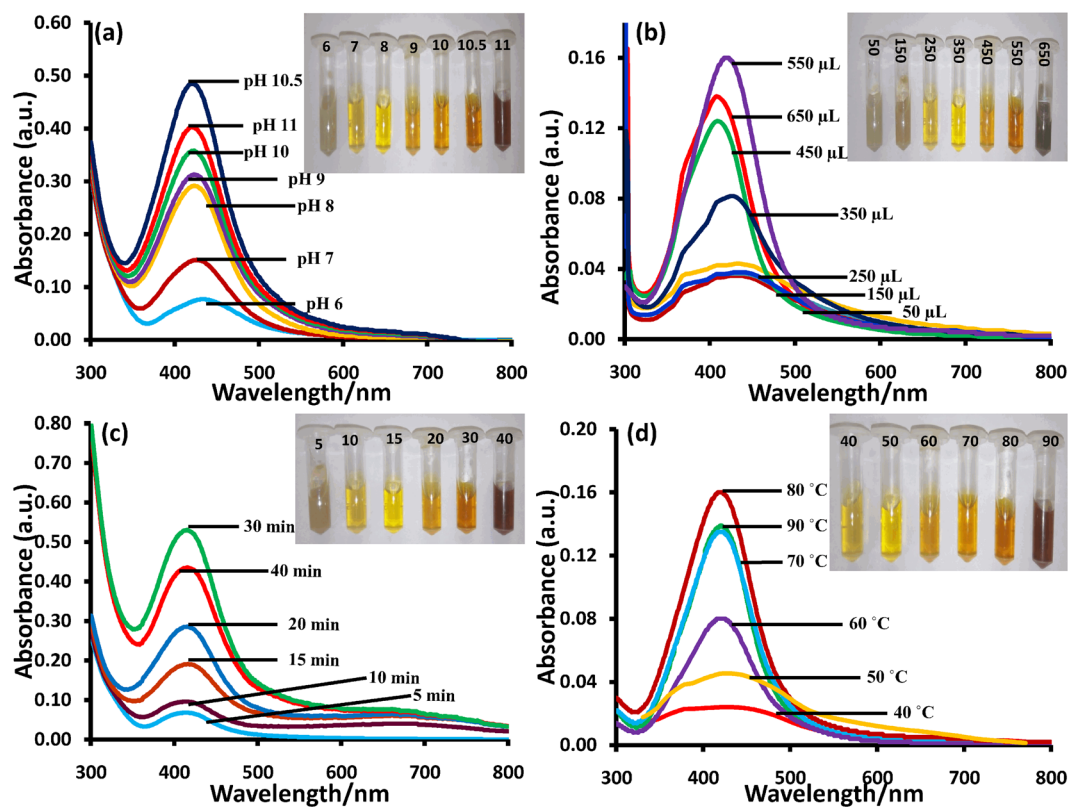 (a)
6 7 8 9 10 10.5 11
0.60
0.50
0.40
0.30
0.20
0.10
0.00
Absorbance (a.u.)
pH 10.5
pH 11
pH 10
pH 9
pH 8
pH 7
pH 6
300 400 500 600 700 800
Wavelength/nm
(b)
50 150 250 350 450 550 650
0.16
0.12
0.08
0.04
0.00
Absorbance (a.u.)
550 µL
650 µL
450 µL
350 µL
250 µL
150 µL
50 µL
300 400 500 600 700 800
Wavelength/nm
(c)
5 10 15 20 30 40
0.80
0.70
0.60
0.50
0.40
0.30
0.20
0.10
0.00
Absorbance (a.u.)
30 min
40 min
20 min
15 min
10 min
5 min
300 400 500 600 700 800
Wavelength/nm
(d)
40 50 60 70 80 90
0.20
0.16
0.12
0.08
0.04
0.00
Absorbance (a.u.)
80 °C
90 °C
70 °C
60 °C
50 °C
40 °C
300 400 500 600 700 800
Wavelength/nm